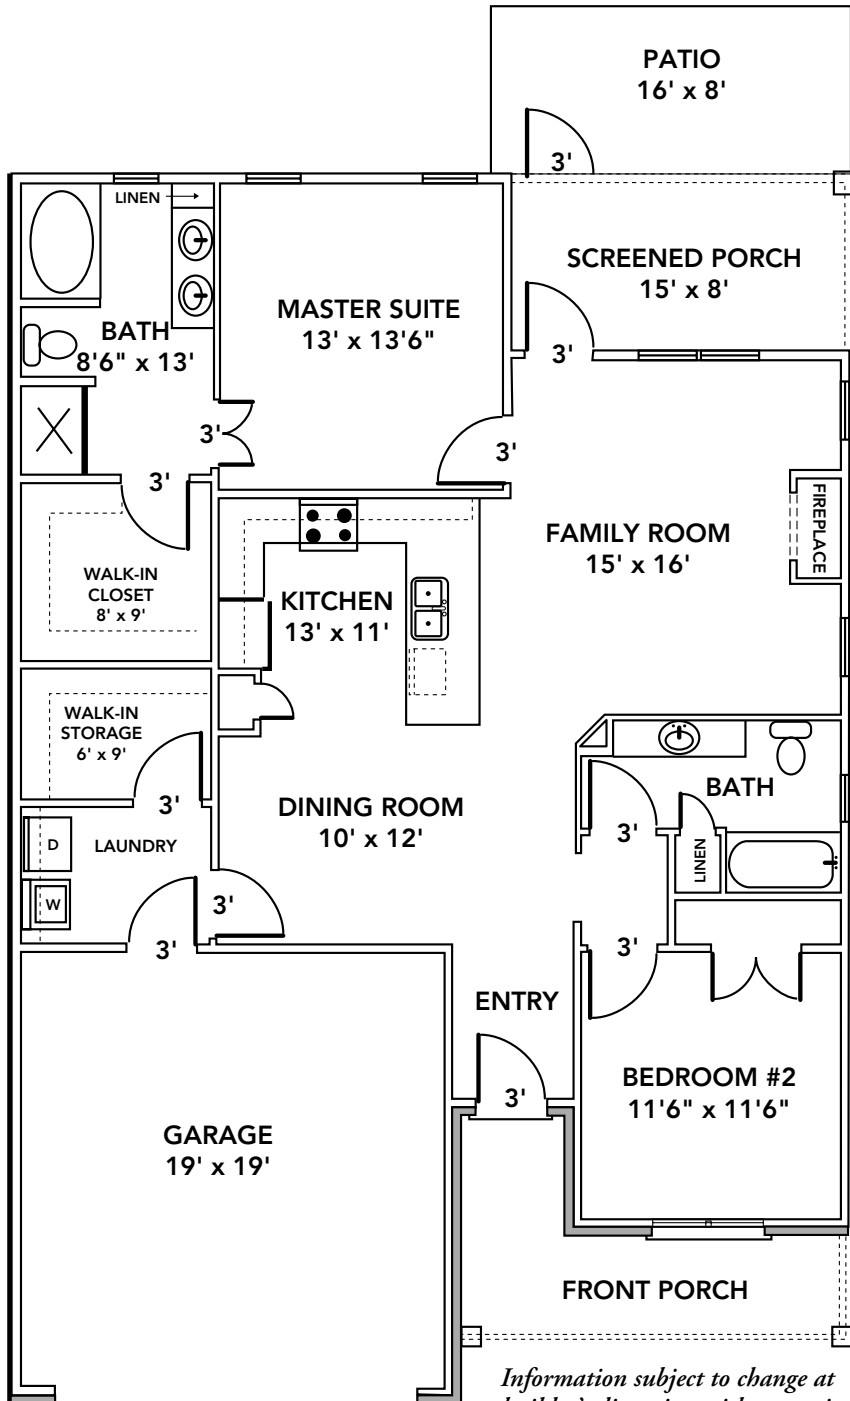 PATIO
16' x 8'
3'
LINEN
SCREENED PORCH
15' x 8'
MASTER SUITE
13' x 13'6"
BATH
8'6" x 13'
3'
3'
3'
3'
FAMILY ROOM
15' x 16'
FIREPLACE
WALK-IN
CLOSET
8' x 9'
KITCHEN
13' x 11'
WALK-IN
STORAGE
6' x 9'
3'
DINING ROOM
10' x 12'
BATH
3'
LINEN
D
LAUNDRY
W
3'
3'
3'
ENTRY
3'
BEDROOM #2
11'6" x 11'6"
GARAGE
19' x 19'
FRONT PORCH
Information subject to change at